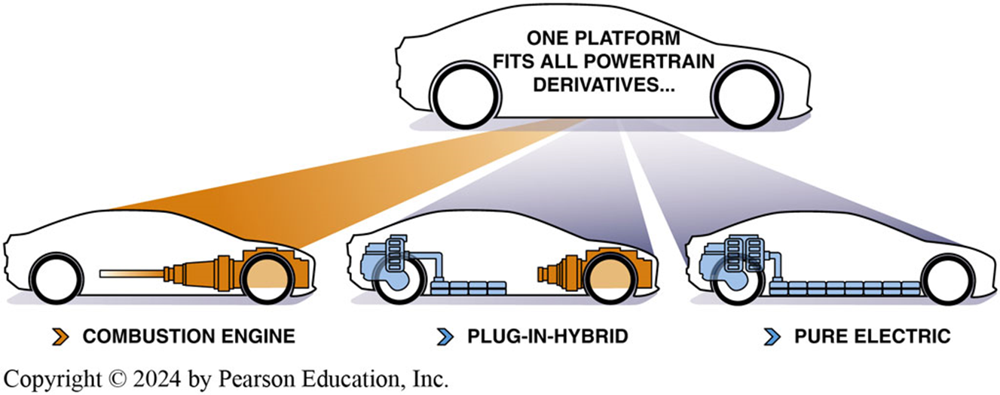 ONE PLATFORM
FITS ALL POWERTRAIN
DERIVATIVES...
COMBUSTION ENGINE
PLUG-IN-HYBRID
PURE ELECTRIC
Copyright © 2024 by Pearson Education, Inc.